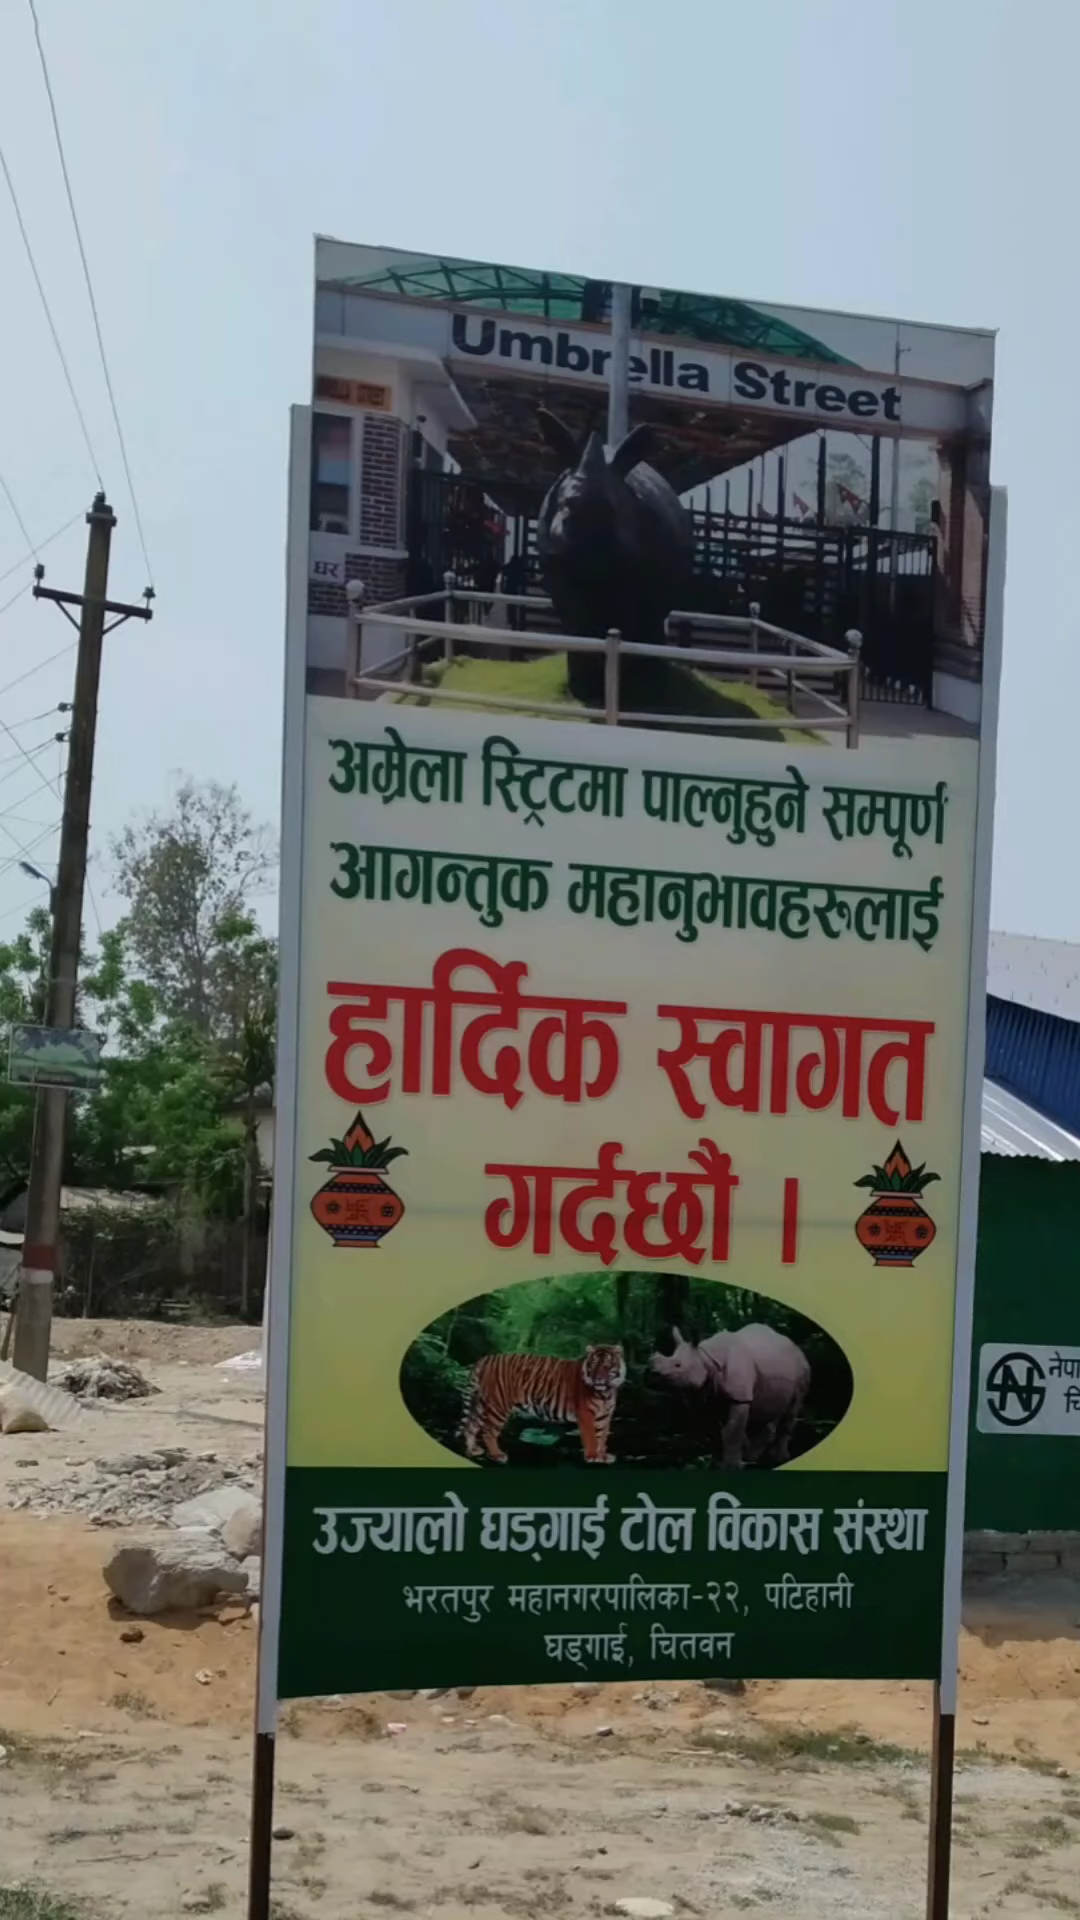 Umbrella Street
घर
अम्रेला स्ट्रिटमा पाल्नुहुने सम्पूर्ण
आगन्तुक महानुभावहरूलाई
हार्दिक स्वागत
गर्दछौं ।
उज्यालो घड्गाई टोल विकास संस्था
भरतपुर महानगरपालिका-२२, पटिहानी
घड्गाई, चितवन